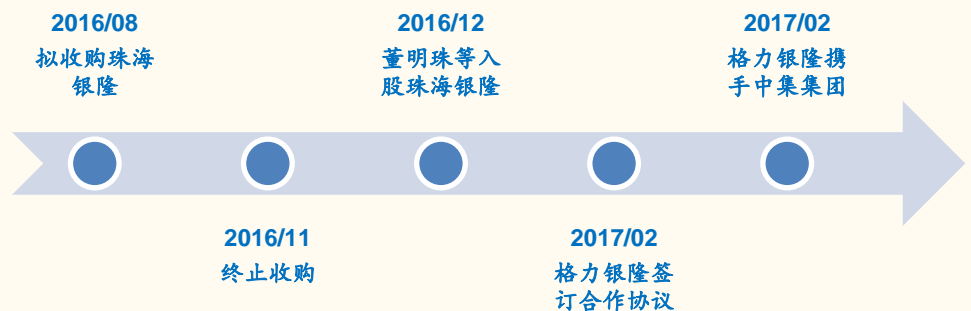 2016/08
拟收购珠海
银隆
2016/12
董明珠等入
股珠海银隆
2017/02
格力银隆携
手中集集团
2016/11
终止收购
2017/02
格力银隆签
订合作协议